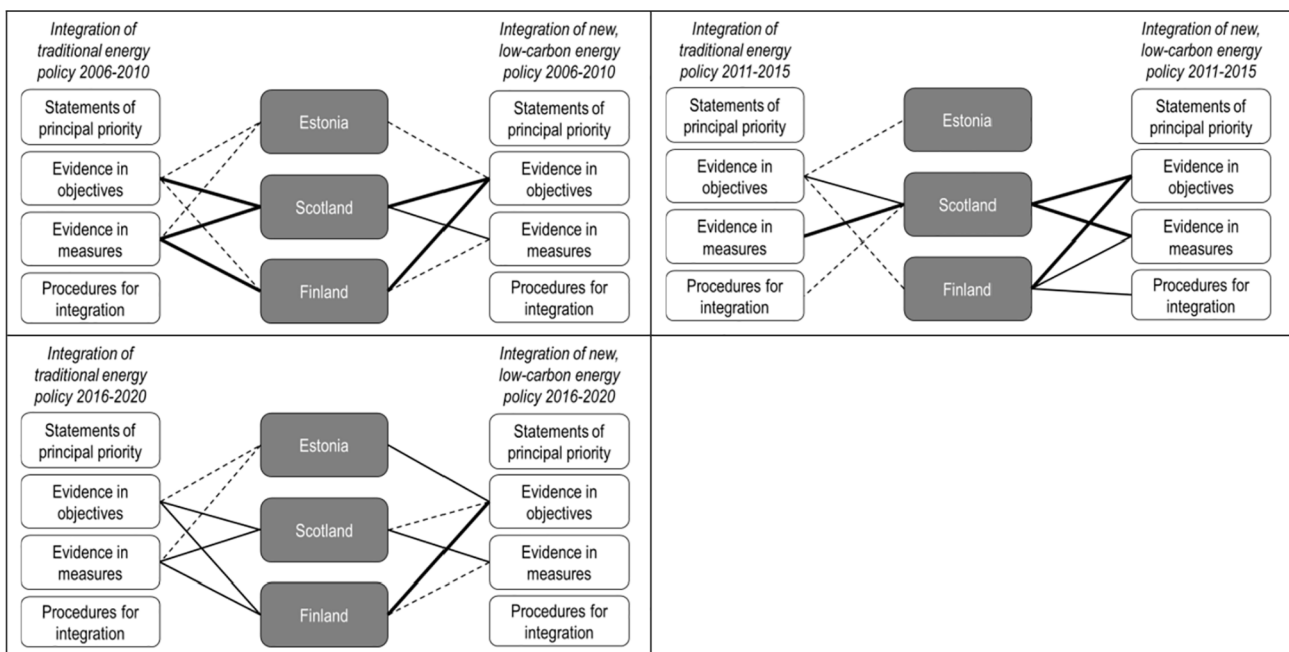 Integration of
traditional energy
policy 2006-2010
Statements of
principal priority
Evidence in
objectives
Evidence in
measures
Procedures for
integration
Estonia
Scotland
Finland
Integration of new,
low-carbon energy
policy 2006-2010
Statements of
principal priority
Evidence in
objectives
Evidence in
measures
Procedures for
integration
Integration of
traditional energy
policy 2011-2015
Statements of
principal priority
Evidence in
objectives
Evidence in
measures
Procedures for
integration
Estonia
Scotland
Finland
Integration of new,
low-carbon energy
policy 2011-2015
Statements of
principal priority
Evidence in
objectives
Evidence in
measures
Procedures for
integration
Integration of
traditional energy
policy 2016-2020
Statements of
principal priority
Evidence in
objectives
Evidence in
measures
Procedures for
integration
Estonia
Scotland
Finland
Integration of new,
low-carbon energy
policy 2016-2020
Statements of
principal priority
Evidence in
objectives
Evidence in
measures
Procedures for
integration